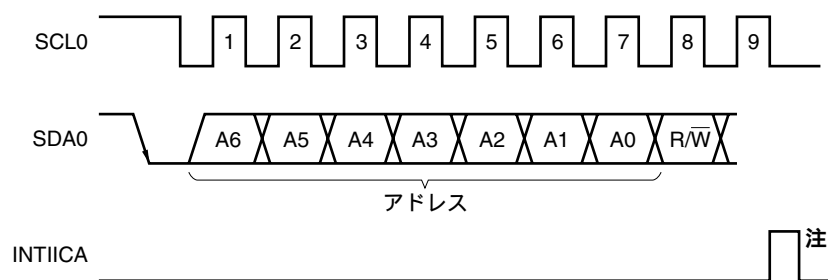 SCL0 1 2 3 4 5 6 7 8 9
SDA0 A6 A5 A4 A3 A2 A1 A0 R/W̅
アドレス
注
INTIICA